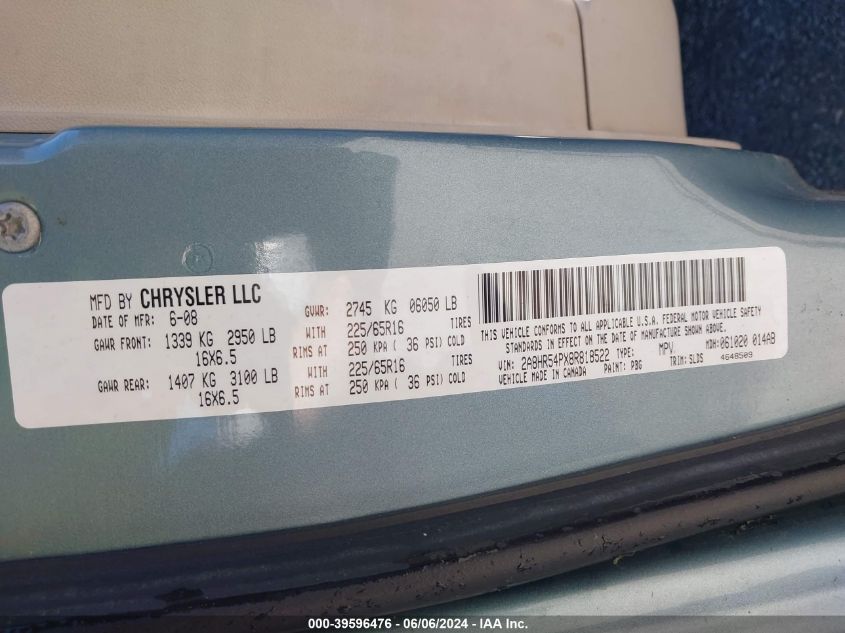 MFD BY CHRYSLER LLC
DATE OF MFR: 6-08
GAWR FRONT: 1339 KG 2950 LB
16X6.5
GAWR REAR: 1407 KG 3100 LB
16X6.5
GVWR: 2745 KG 06050 LB
WITH 225/65R16 TIRES
RIMS AT 250 KPA ( 36 PSI) COLD
WITH 225/65R16 TIRES
RIMS AT 250 KPA ( 36 PSI) COLD
THIS VEHICLE CONFORMS TO ALL APPLICABLE U.S.A. FEDERAL MOTOR VEHICLE SAFETY
STANDARDS IN EFFECT ON THE DATE OF MANUFACTURE SHOWN ABOVE.
MDH: 061020 014AB
VIN: 2A8HR54PX8R818522 TYPE: MPV
VEHICLE MADE IN CANADA PAINT: PBG TRIM: SLDS 4648509
000-39596476 - 06/06/2024 - IAA Inc.